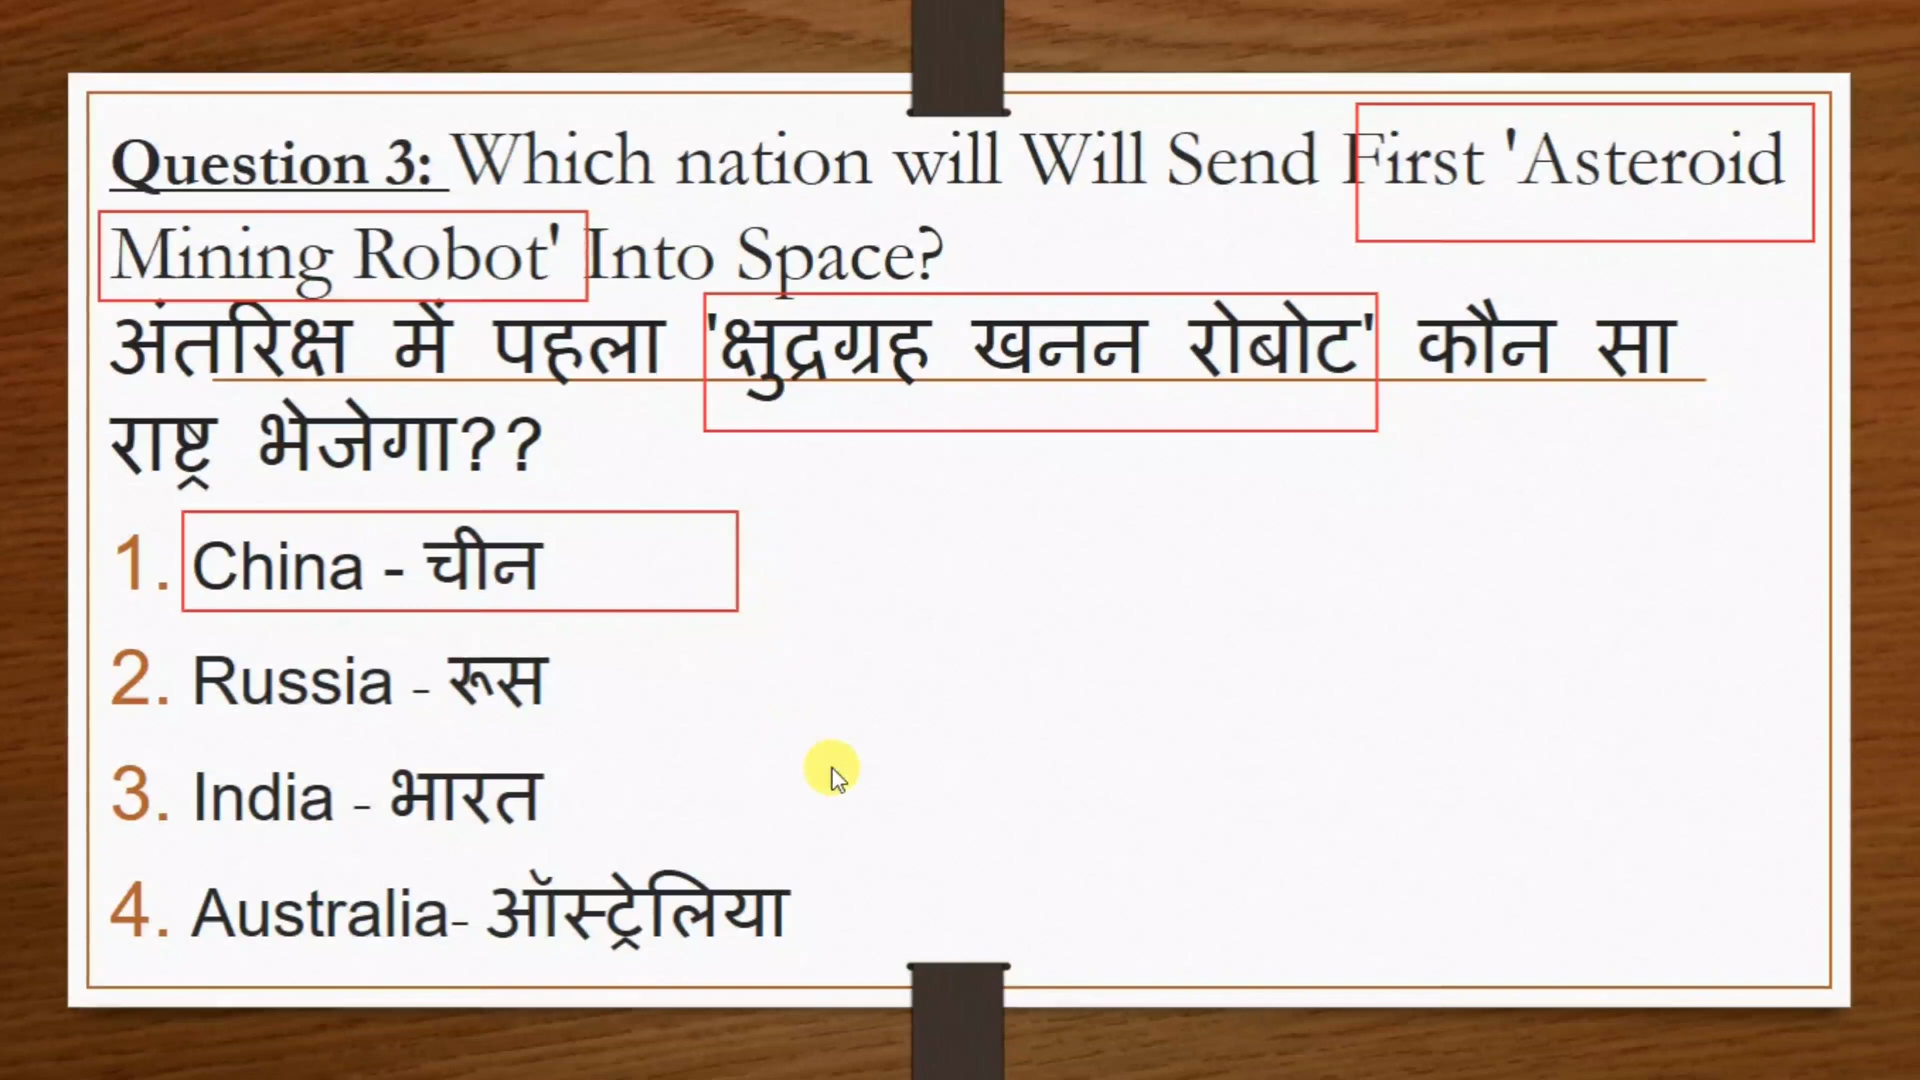 Question 3: Which nation will Will Send First 'Asteroid
Mining Robot' Into Space?
अंतरिक्ष में पहला 'क्षुद्रग्रह खनन रोबोट' कौन सा
राष्ट्र भेजेगा??
1. China - चीन
2. Russia - रूस
3. India - भारत
4. Australia- ऑस्ट्रेलिया